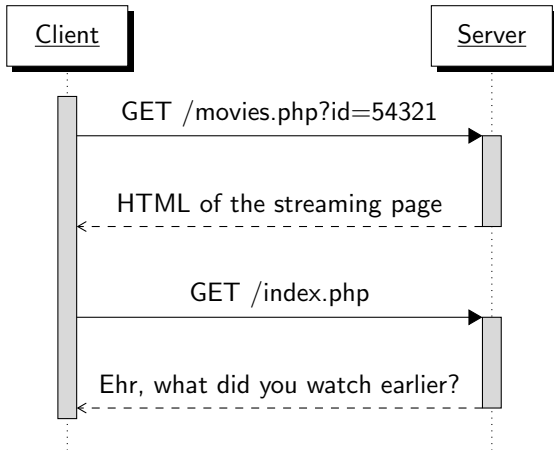 Client
Server
GET /movies.php?id=54321
HTML of the streaming page
GET /index.php
Ehr, what did you watch earlier?